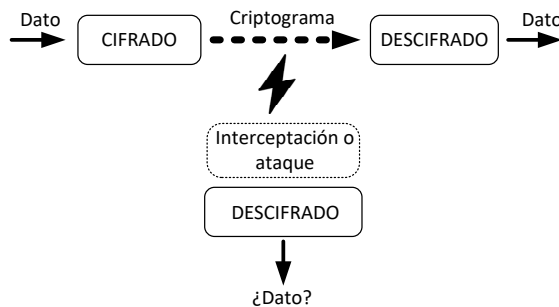 Dato
CIFRADO
Criptograma
DESCIFRADO
Dato
Interceptación o
ataque
DESCIFRADO
¿Dato?